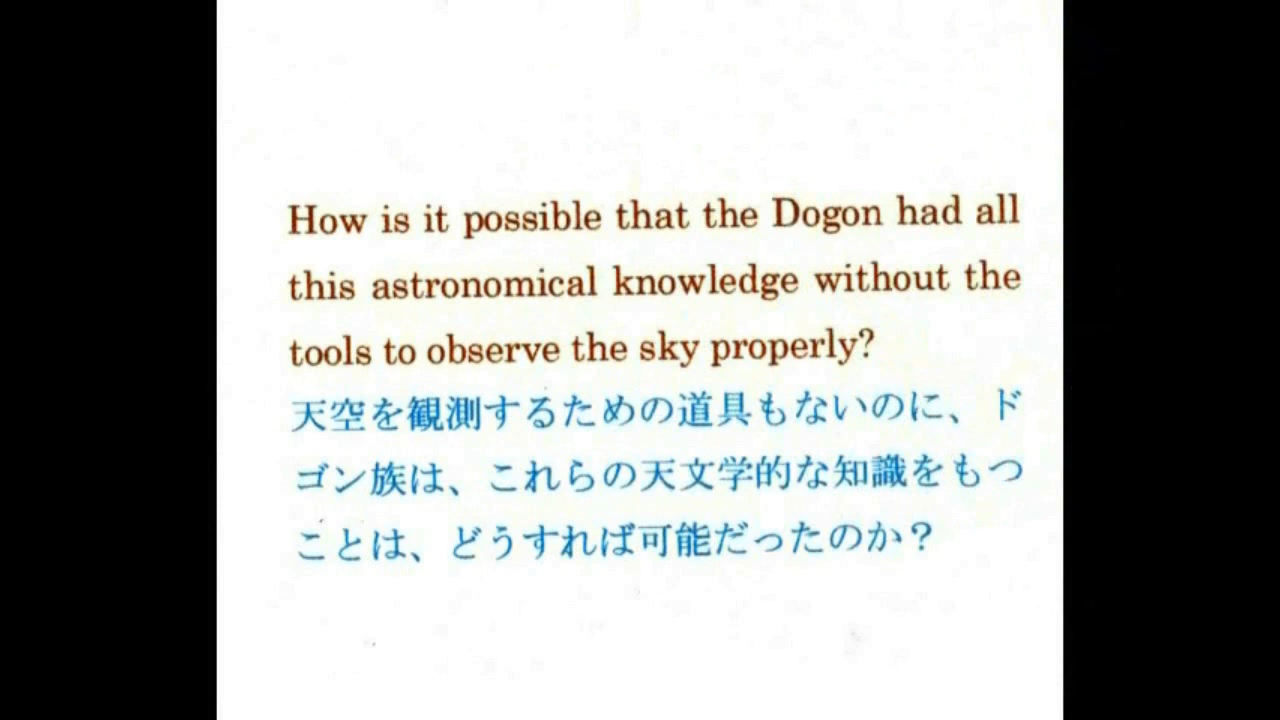 How is it possible that the Dogon had all
this astronomical knowledge without the
tools to observe the sky properly?
天空を観測するための道具もないのに、ド
ゴン族は、これらの天文学的な知識をもつ
ことは、どうすれば可能だったのか？